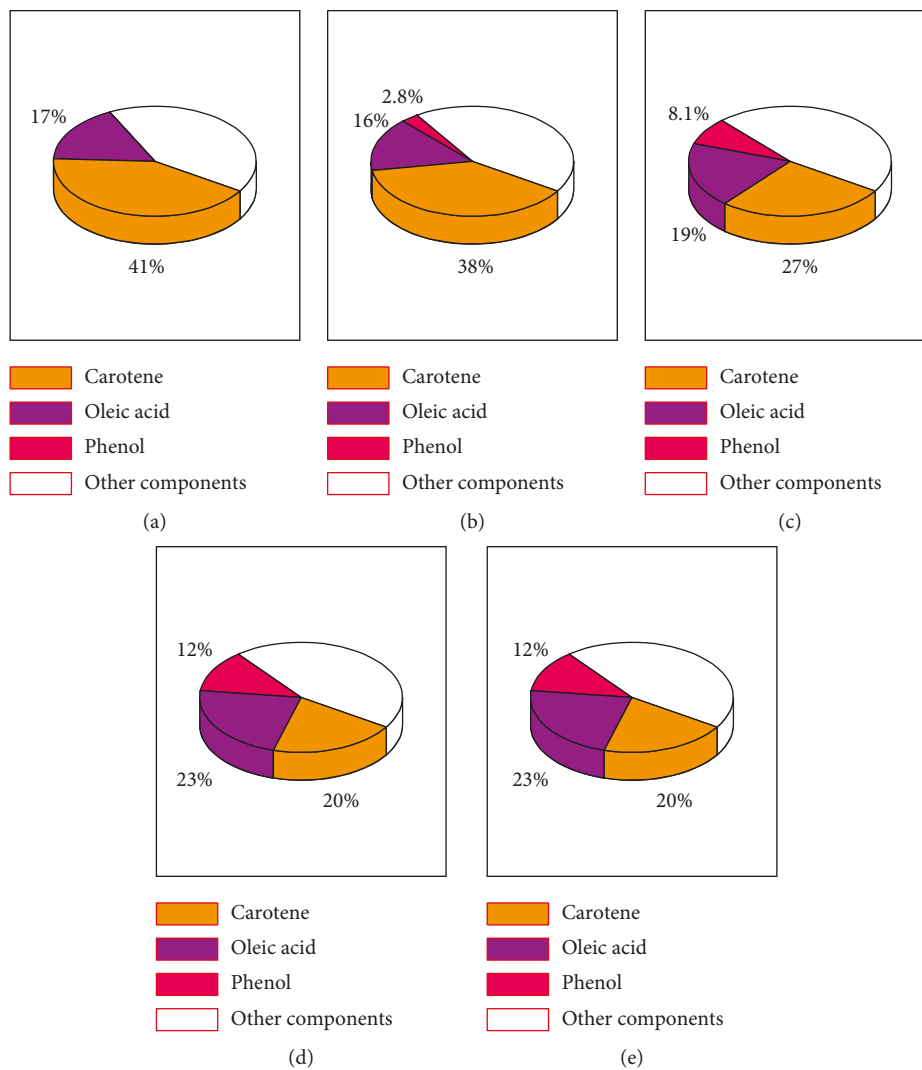 17%
41%
Carotene
Oleic acid
Phenol
Other components
(a)
2.8%
16%
38%
Carotene
Oleic acid
Phenol
Other components
(b)
8.1%
19%
27%
Carotene
Oleic acid
Phenol
Other components
(c)
12%
23%
20%
Carotene
Oleic acid
Phenol
Other components
(d)
12%
23%
20%
Carotene
Oleic acid
Phenol
Other components
(e)